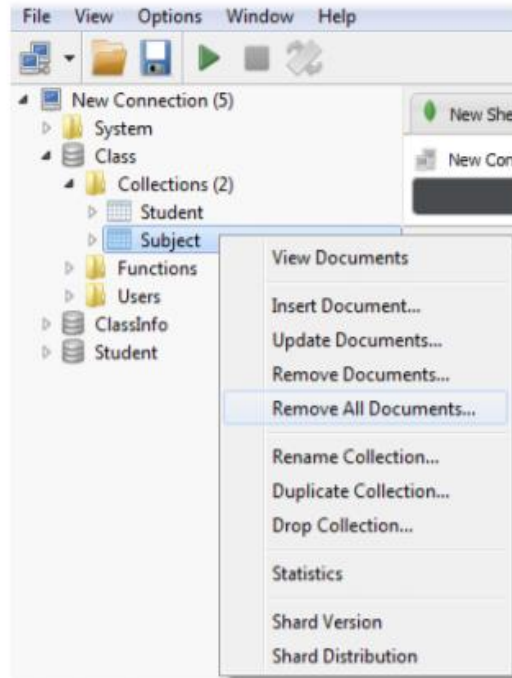 File View Options Window Help
New Connection (5)
System
Class
Collections (2)
Student
Subject
Functions
Users
ClassInfo
Student
New She
New Con
View Documents
Insert Document...
Update Documents...
Remove Documents...
Remove All Documents...
Rename Collection...
Duplicate Collection...
Drop Collection...
Statistics
Shard Version
Shard Distribution